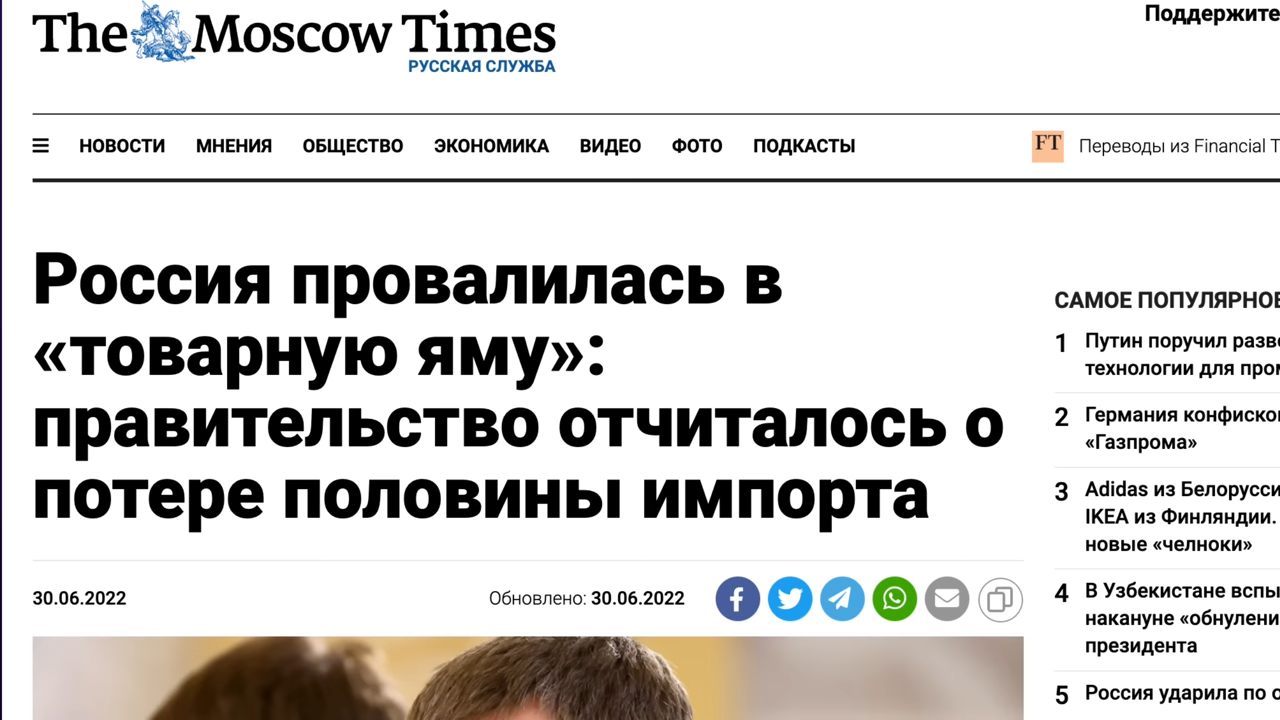 The Moscow Times
РУССКАЯ СЛУЖБА
Поддержите
НОВОСТИ МНЕНИЯ ОБЩЕСТВО ЭКОНОМИКА ВИДЕО ФОТО ПОДКАСТЫ
FT Переводы из Financial T
Россия провалилась в
«товарную яму»:
правительство отчиталось о
потере половины импорта
30.06.2022
Обновлено: 30.06.2022
САМОЕ ПОПУЛЯРНОЕ
1 Путин поручил разв
технологии для про
2 Германия конфиско
«Газпрома»
3 Adidas из Белорусси
IKEA из Финляндии.
новые «челноки»
4 В Узбекистане вспы
накануне «обнулени
президента
5 Россия ударила по